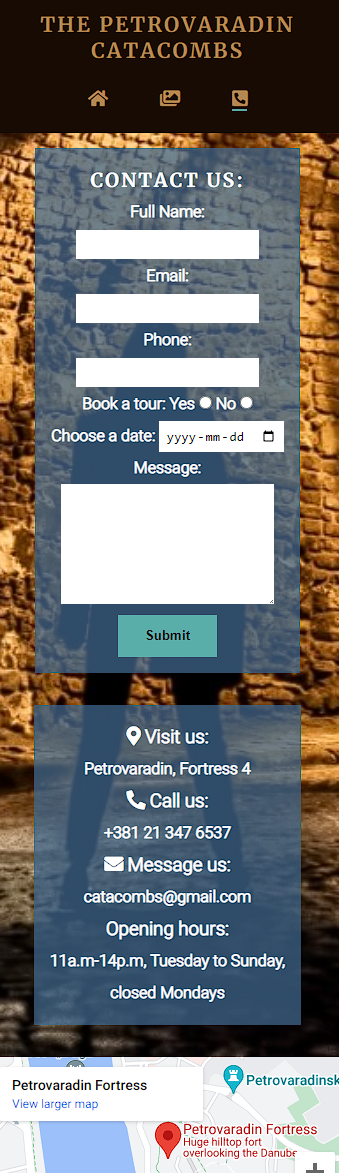 THE PETROVARADIN
CATACOMBS
CONTACT US:
Full Name:
Email:
Phone:
Book a tour: Yes No
Choose a date: yyyy-mm-dd
Message:
Submit
Visit us:
Petrovaradin, Fortress 4
Call us:
+381 21 347 6537
Message us:
catacombs@gmail.com
Opening hours:
11a.m-14p.m, Tuesday to Sunday,
closed Mondays
Petrovaradin Fortress
View larger map
Petrovaradinsk
Petrovaradin Fortress
Huge hilltop fort
overlooking the Danube